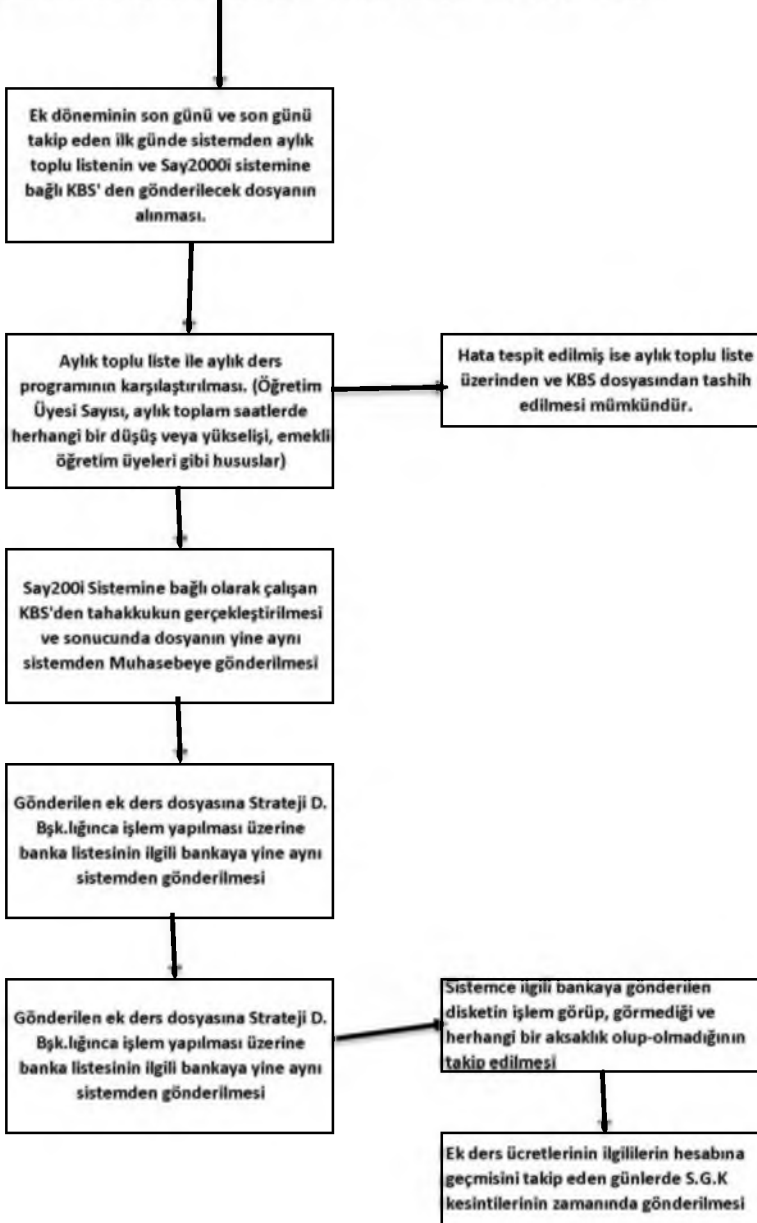 Ek döneminin son günü ve son günü
takip eden ilk günde sistemden aylık
toplu listenin ve Say2000i sistemine
bağlı KBS' den gönderilecek dosyanın
alınması.
Aylık toplu liste ile aylık ders
programının karşılaştırılması. (Öğretim
Üyesi Sayısı, aylık toplam saatlerde
herhangi bir düşüş veya yükselişi, emekli
öğretim üyeleri gibi hususlar)
Hata tespit edilmiş ise aylık toplu liste
üzerinden ve KBS dosyasından tashih
edilmesi mümkündür.
Say200i Sistemine bağlı olarak çalışan
KBS'den tahakkukun gerçekleştirilmesi
ve sonucunda dosyanın yine aynı
sistemden Muhasebeye gönderilmesi
Gönderilen ek ders dosyasına Strateji D.
Bşk.lığınca işlem yapılması üzerine
banka listesinin ilgili bankaya yine aynı
sistemden gönderilmesi
Gönderilen ek ders dosyasına Strateji D.
Bşk.lığınca işlem yapılması üzerine
banka listesinin ilgili bankaya yine aynı
sistemden gönderilmesi
Sistemce ilgili bankaya gönderilen
disketin işlem görüp, görmediği ve
herhangi bir aksaklık olup-olmadığının
takip edilmesi
Ek ders ücretlerinin ilgililerin hesabına
geçmisini takip eden günlerde S.G.K
kesintilerinin zamanında gönderilmesi